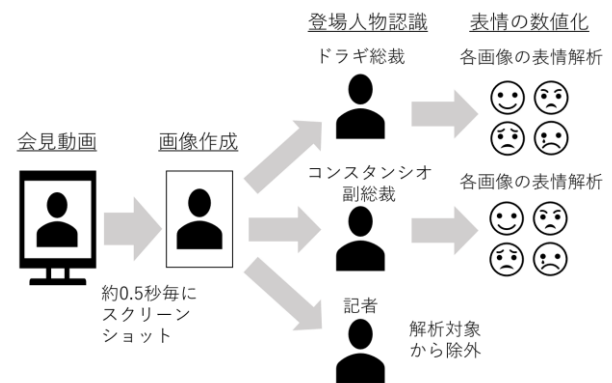 登場人物認識
表情の数値化
ドラギ総裁
各画像の表情解析
会見動画
画像作成
コンスタンシオ
副総裁
各画像の表情解析
約0.5秒毎に
スクリーン
ショット
記者
解析対象
から除外